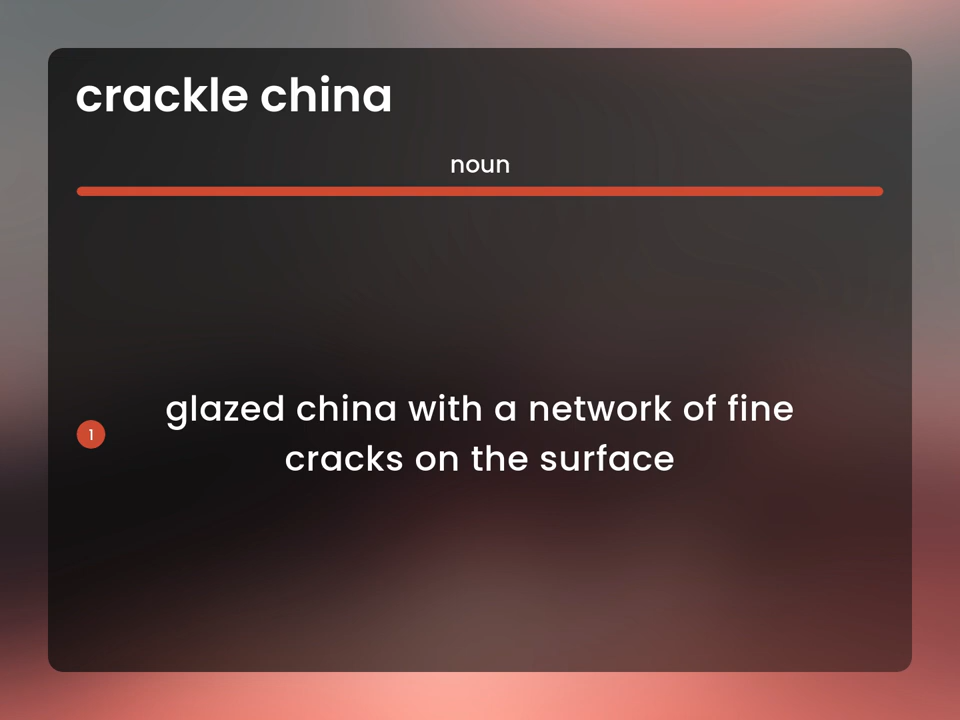 crackle china
noun
1
glazed china with a network of fine
cracks on the surface